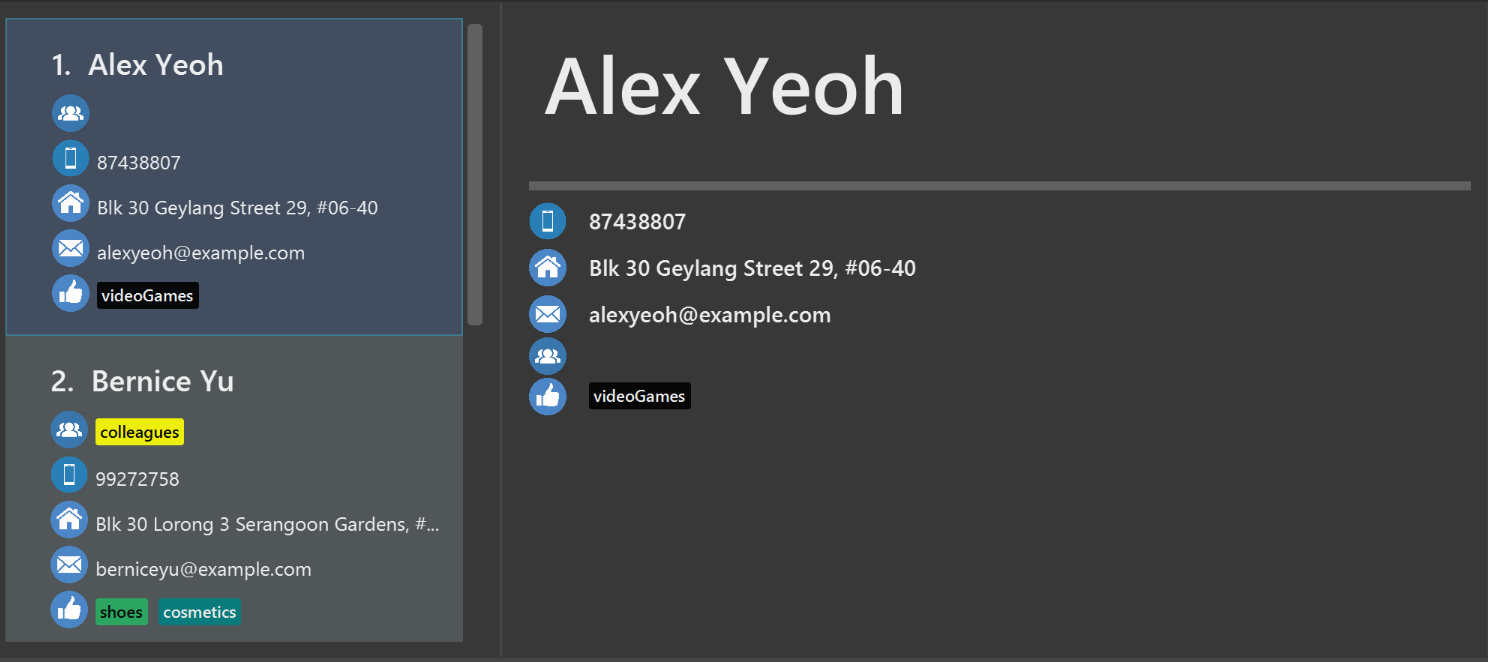 1. Alex Yeoh
87438807
Blk 30 Geylang Street 29, #06-40
alexyeoh@example.com
videoGames
2. Bernice Yu
colleagues
99272758
Blk 30 Lorong 3 Serangoon Gardens, #...
berniceyu@example.com
shoes cosmetics
Alex Yeoh
87438807
Blk 30 Geylang Street 29, #06-40
alexyeoh@example.com
videoGames